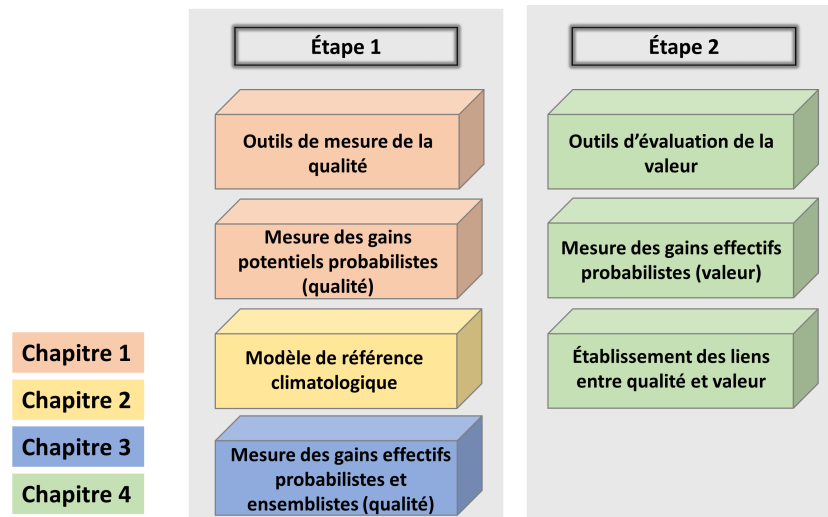 Étape 1
Outils de mesure de la
qualité
Mesure des gains
potentiels probabilistes
(qualité)
Modèle de référence
climatologique
Mesure des gains effectifs
probabilistes et
ensemblistes (qualité)
Étape 2
Outils d'évaluation de la
valeur
Mesure des gains effectifs
probabilistes (valeur)
Établissement des liens
entre qualité et valeur
Chapitre 1
Chapitre 2
Chapitre 3
Chapitre 4